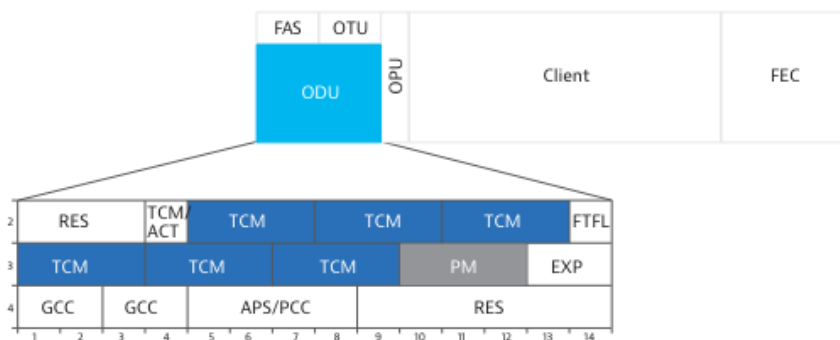 FAS OTU
OPU
Client
FEC
ODU
2 RES TCM/ACT TCM TCM TCM FTFL
3 TCM TCM TCM PM EXP
4 GCC GCC APS/PCC RES
1 2 3 4 5 6 7 8 9 10 11 12 13 14